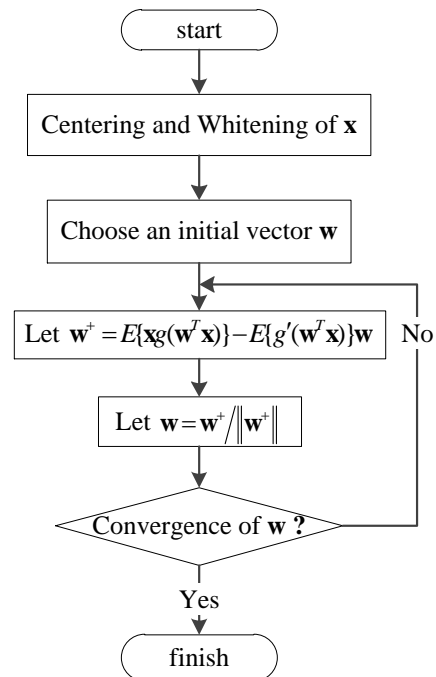 start
Centering and Whitening of x
Choose an initial vector w
Let w⁺ = E{xg(wᵀx)}−E{g′(wᵀx)}w
No
Let w = w⁺/‖w⁺‖
Convergence of w ?
Yes
finish